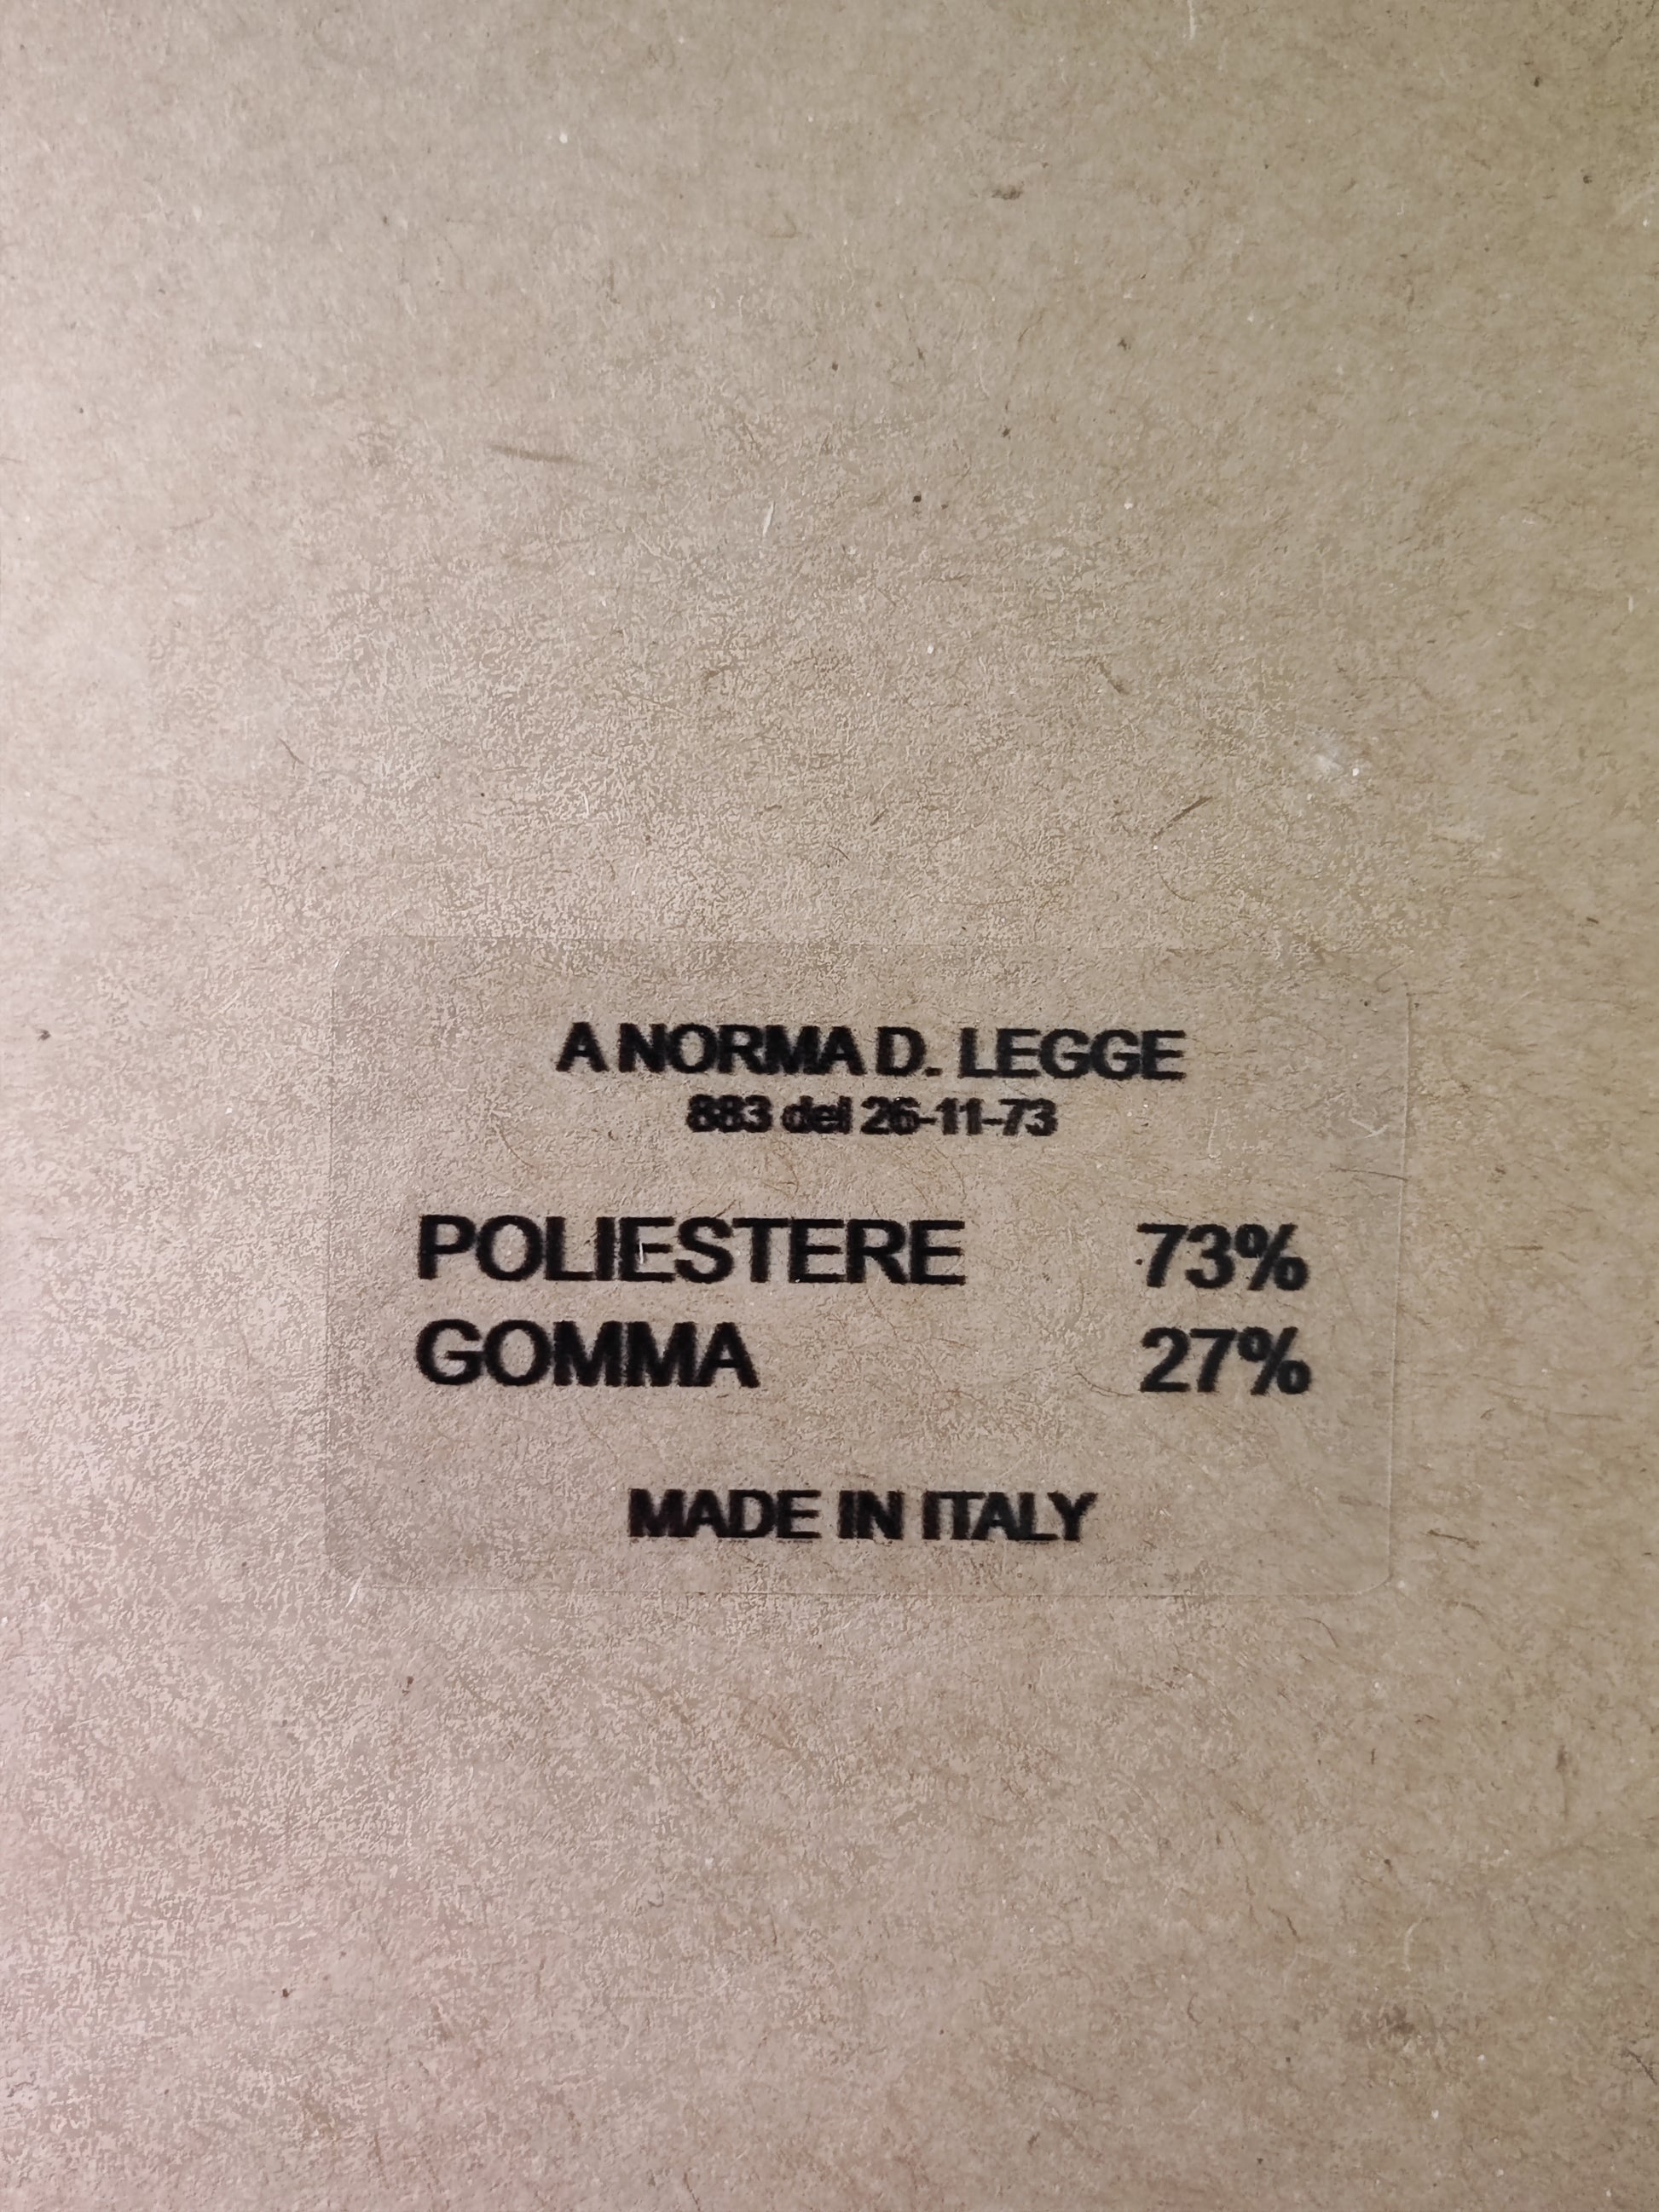 A NORMA D. LEGGE
883 del 26-11-73
POLIESTERE 73%
GOMMA 27%
MADE IN ITALY